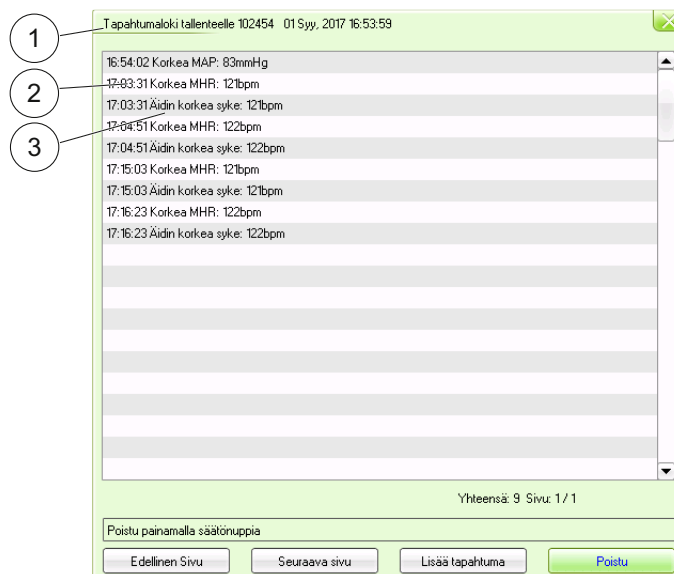 Tapahtumaloki tallenteelle 102454 01 Syy, 2017 16:53:59
1
16:54:02 Korkea MAP: 83mmHg
2
17:03:31 Korkea MHR: 121bpm
17:03:31 Äidin korkea syke: 121bpm
17:04:51 Korkea MHR: 122bpm
3
17:04:51 Äidin korkea syke: 122bpm
17:15:03 Korkea MHR: 121bpm
17:15:03 Äidin korkea syke: 121bpm
17:16:23 Korkea MHR: 122bpm
17:16:23 Äidin korkea syke: 122bpm
Yhteensä: 9 Sivu: 1 / 1
Poistu painamalla säätönuppia
Edellinen Sivu Seuraava sivu Lisää tapahtuma Poistu